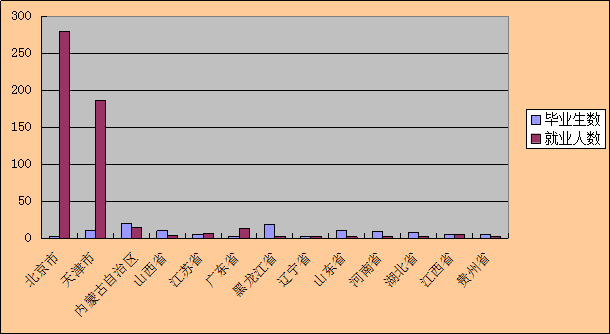 300
250
200
150
100
50
0
北京市
天津市
内蒙古自治区
山西省
江苏省
广东省
黑龙江省
辽宁省
山东省
河南省
湖北省
江西省
贵州省
毕业生数
就业人数